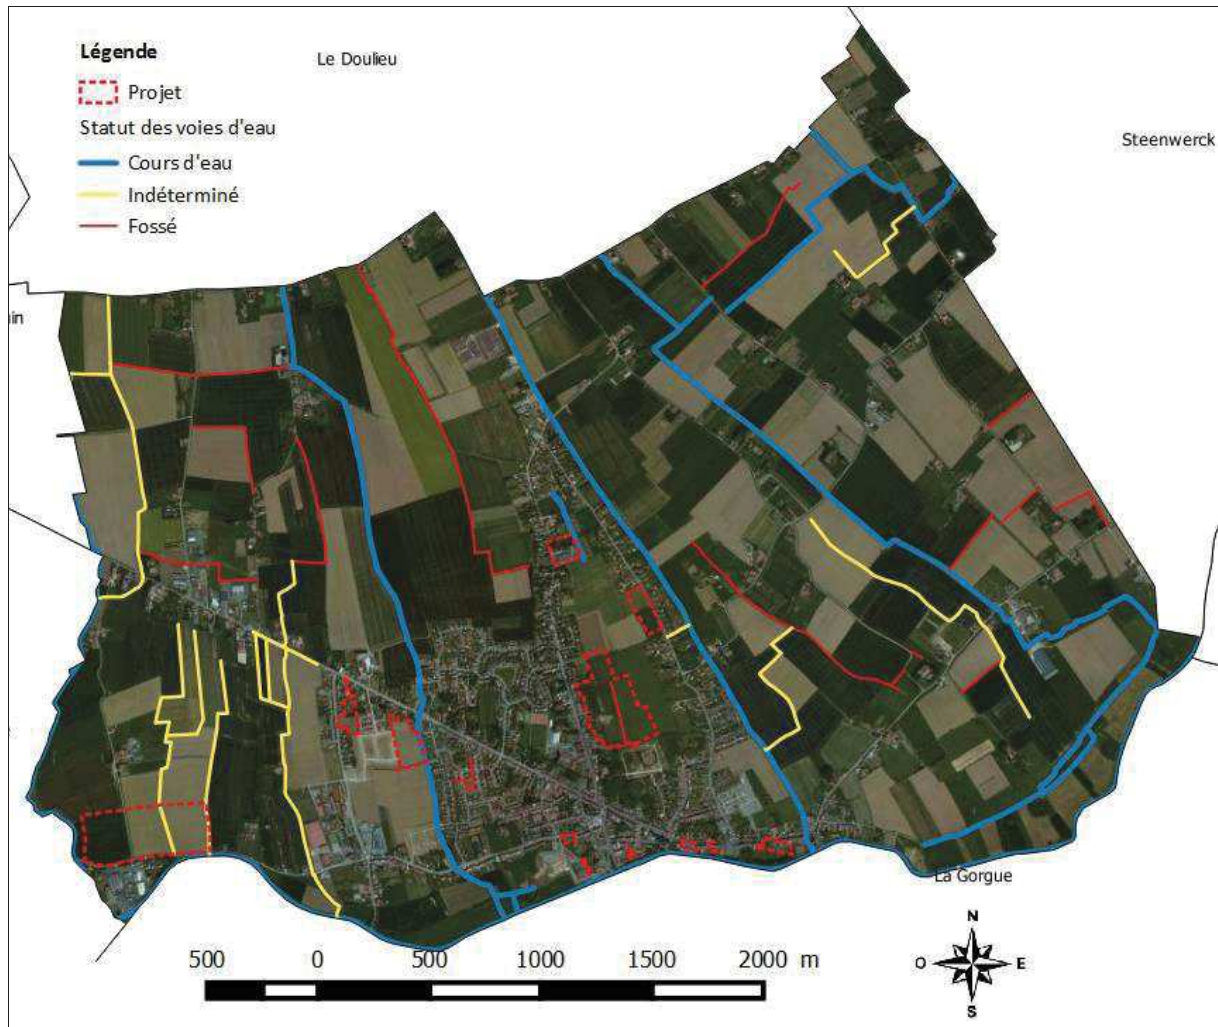 Légende
Le Doulieu
Projet
Statut des voies d'eau
Steenwerck
Cours d'eau
Indéterminé
Fossé
in
La Gorgue
500 0 500 1000 1500 2000 m
N
O E
S